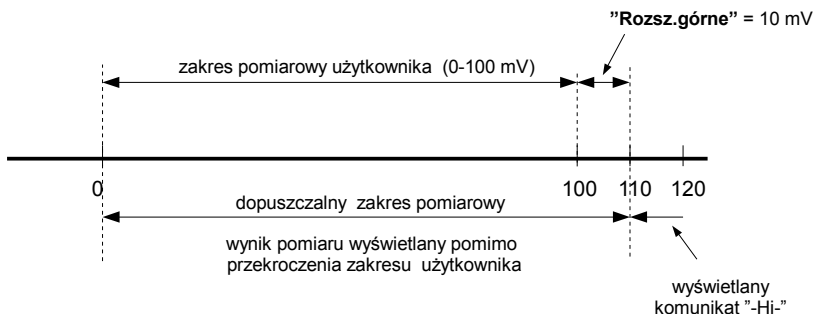 ”Rozsz.górne” = 10 mV
zakres pomiarowy użytkownika (0-100 mV)
0 100 110 120
dopuszczalny zakres pomiarowy
wynik pomiaru wyświetlany pomimo
przekroczenia zakresu użytkownika
wyświetlany
komunikat ”-Hi-”